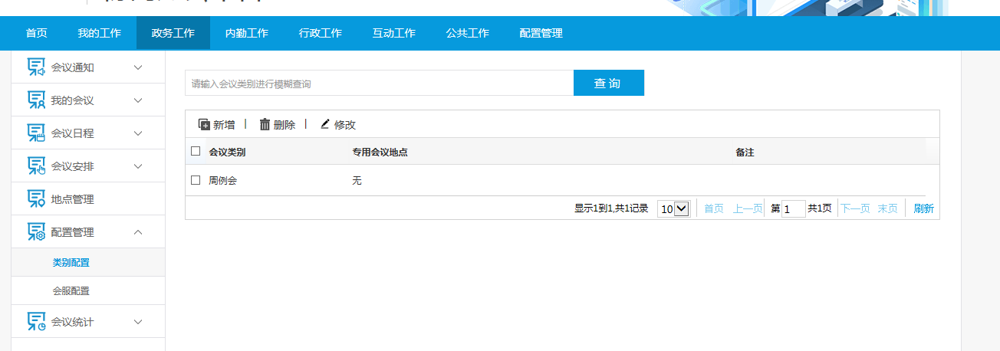 首页 我的工作 政务工作 内勤工作 行政工作 互动工作 公共工作 配置管理
会议通知
我的会议
会议日程
会议安排
地点管理
配置管理
类别配置
会服配置
会议统计
请输入会议类别进行模糊查询 查 询
新增 删除 修改
会议类别 专用会议地点 备注
周例会 无
显示1到1,共1记录 10 首页 上一页 第 1 共1页 下一页 末页 刷新